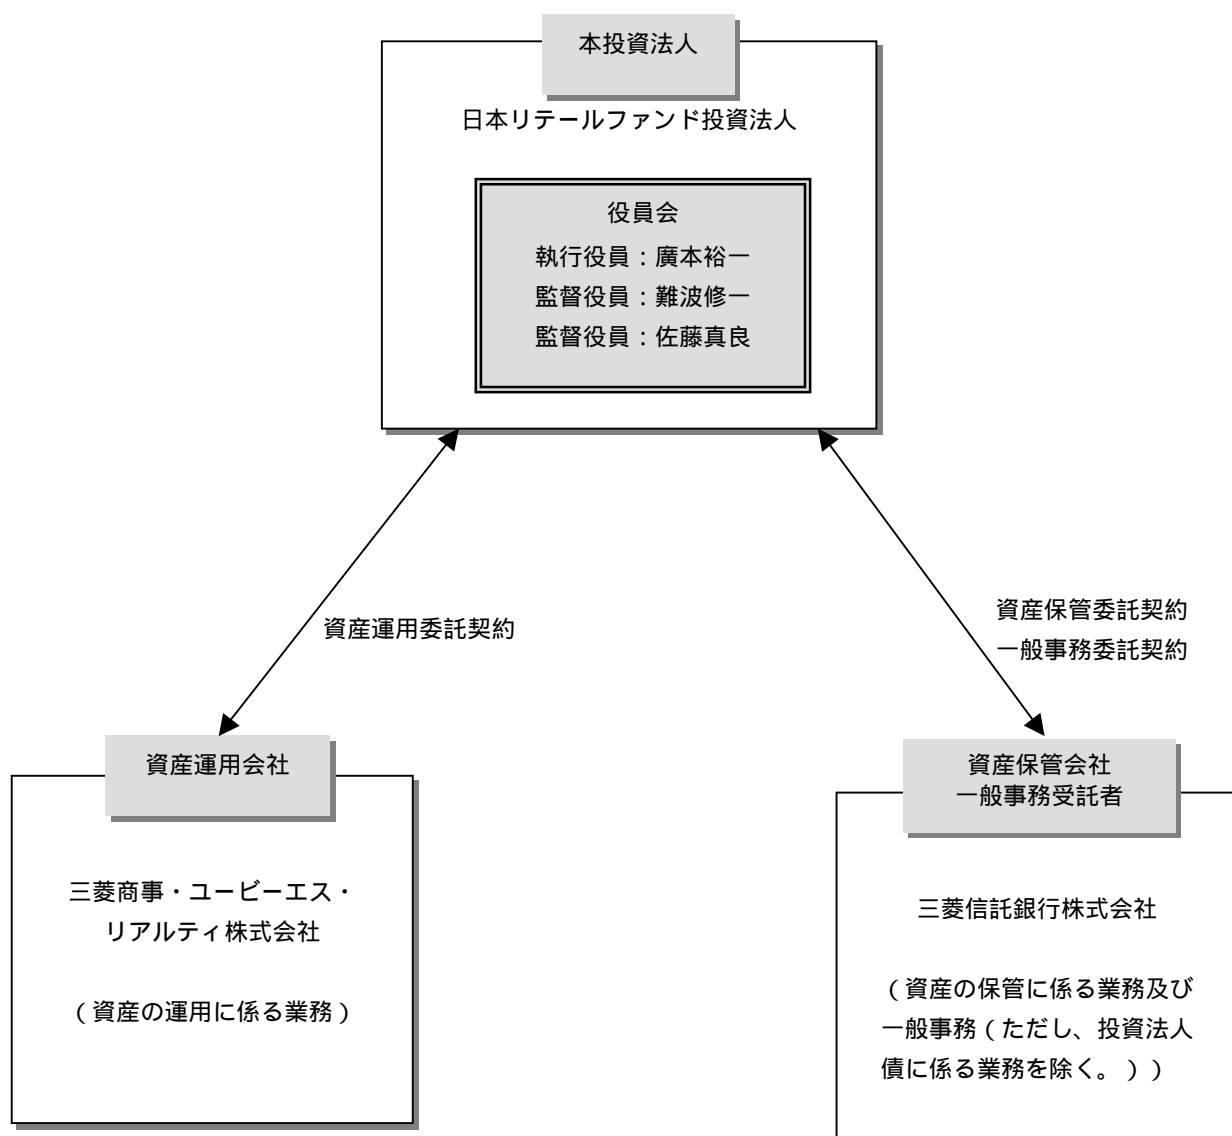 本投資法人
日本リテールファンド投資法人
役員会
執行役員：廣本裕一
監督役員：難波修一
監督役員：佐藤真良
資産運用委託契約
資産保管委託契約
一般事務委託契約
資産運用会社
三菱商事・ユービーエス・
リアルティ株式会社
（資産の運用に係る業務）
資産保管会社
一般事務受託者
三菱信託銀行株式会社
（資産の保管に係る業務及び
一般事務（ただし、投資法人
債に係る業務を除く。））